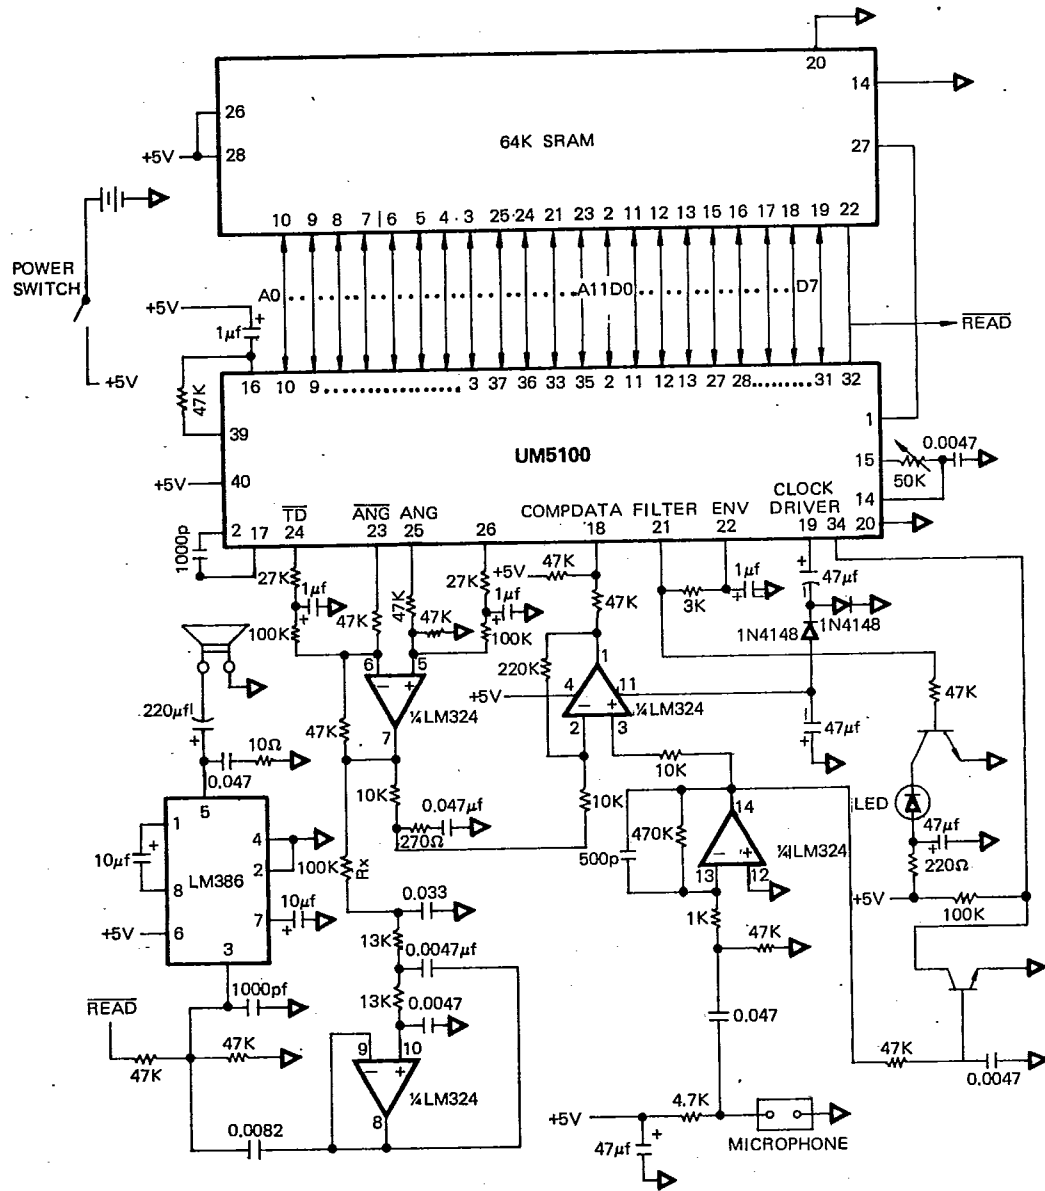 20
14
26
64K SRAM
27
+5V
28
10 9 8 7 6 5 4 3 25 24 21 23 2 11 12 13 15 16 17 18 19 22
POWER
SWITCH
A0
A11D0
D7
+5V
+
1µf
READ
+5V
16 10 9 3 37 36 33 35 2 11 12 13 27 28 31 32
47K
39
1
UM5100
15
0.0047
50K
+5V
40
14
CLOCK
DRIVER
TD ANG ANG COMPDATA FILTER ENV
2 17 24 23 25 26 18 21 22 19 34 20
1000p
27K
1µf
+
100K
47K
47K
47K
27K
1µf
+
100K
+5V
47K
47K
3K
1µf
+
+
47µf
1N4148
1N4148
6
5
− +
¼LM324
7
220K
1
+5V
4
11
− +
¼LM324
2
3
47K
47µf
+
220µf
+
10Ω
0.047
47K
10K
0.047µf
270Ω
10K
10K
LED
47µf
+
220Ω
5
1
+
10µf
8
4
2
LM386
7
10µf
+
+5V
6
3
100K
Rx
500p
470K
14
− +
¼LM324
13
12
+5V
100K
1K
47K
0.033
13K
0.0047µf
13K
0.0047
0.047
1000pf
READ
47K
47K
9
10
− +
¼LM324
8
0.0082
47K
0.0047
+5V
4.7K
47µf
+
MICROPHONE